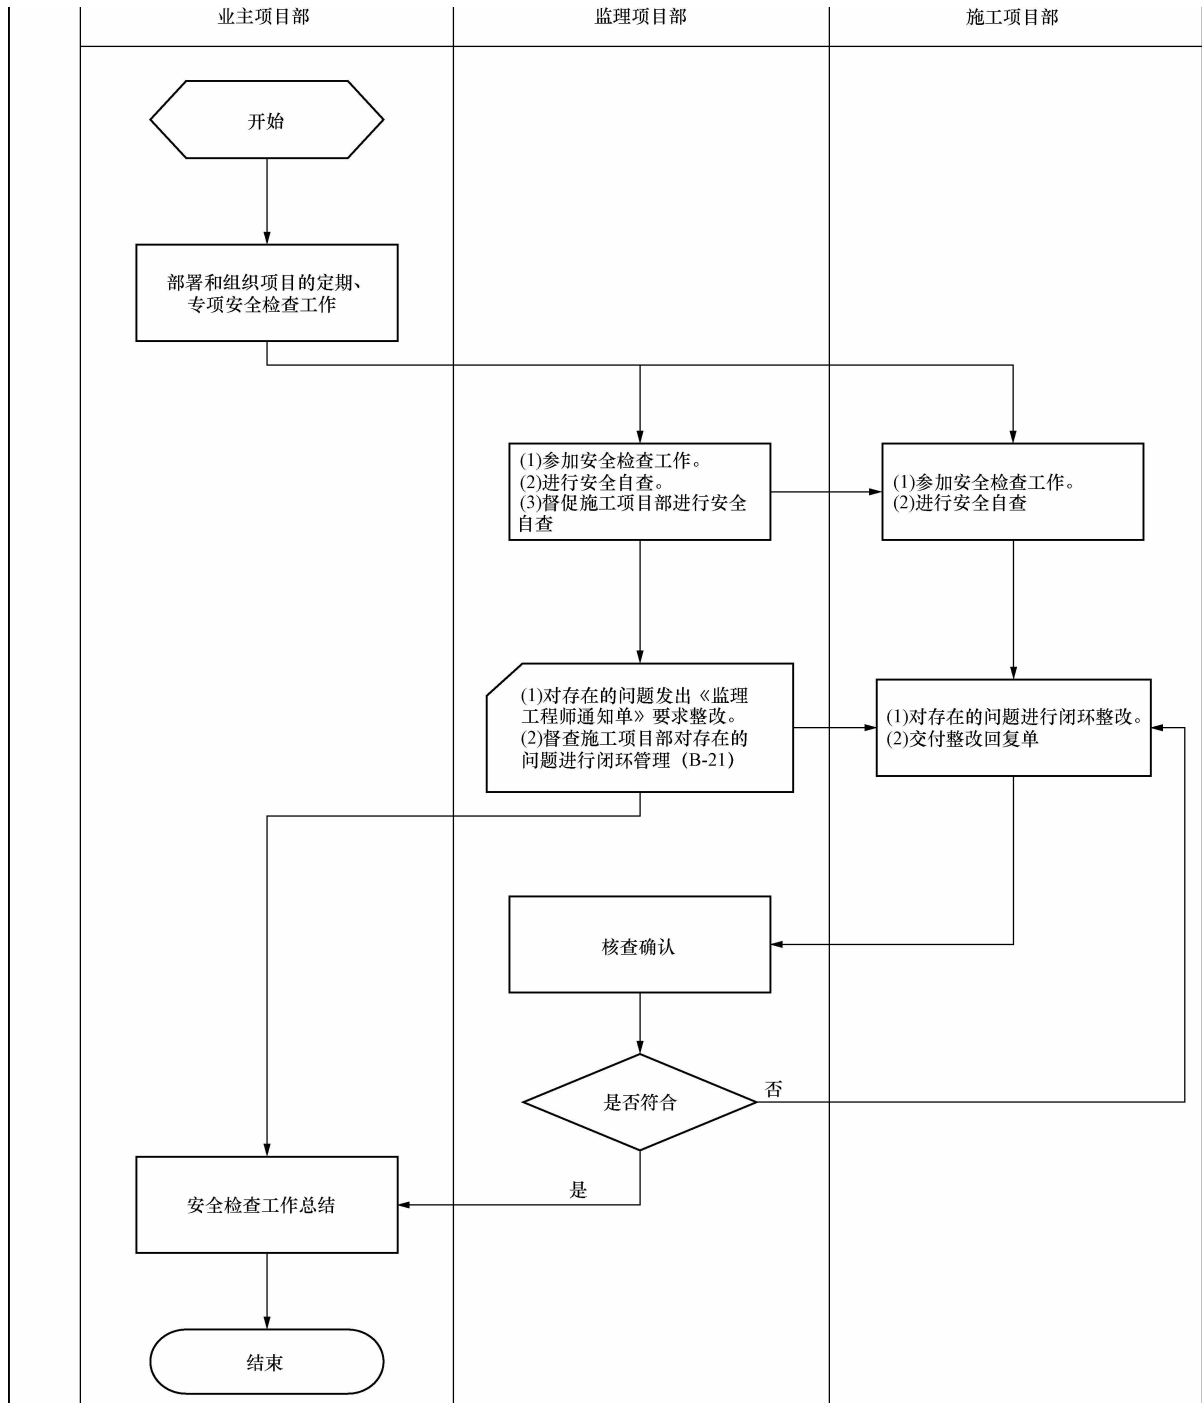 业主项目部
监理项目部
施工项目部
开始
部署和组织项目的定期、
专项安全检查工作
(1)参加安全检查工作。
(2)进行安全自查。
(3)督促施工项目部进行安全
自查
(1)参加安全检查工作。
(2)进行安全自查
(1)对存在的问题发出《监理
工程师通知单》要求整改。
(2)督查施工项目部对存在的
问题进行闭环管理（B-21）
(1)对存在的问题进行闭环整改。
(2)交付整改回复单
核查确认
是否符合
否
是
安全检查工作总结
结束